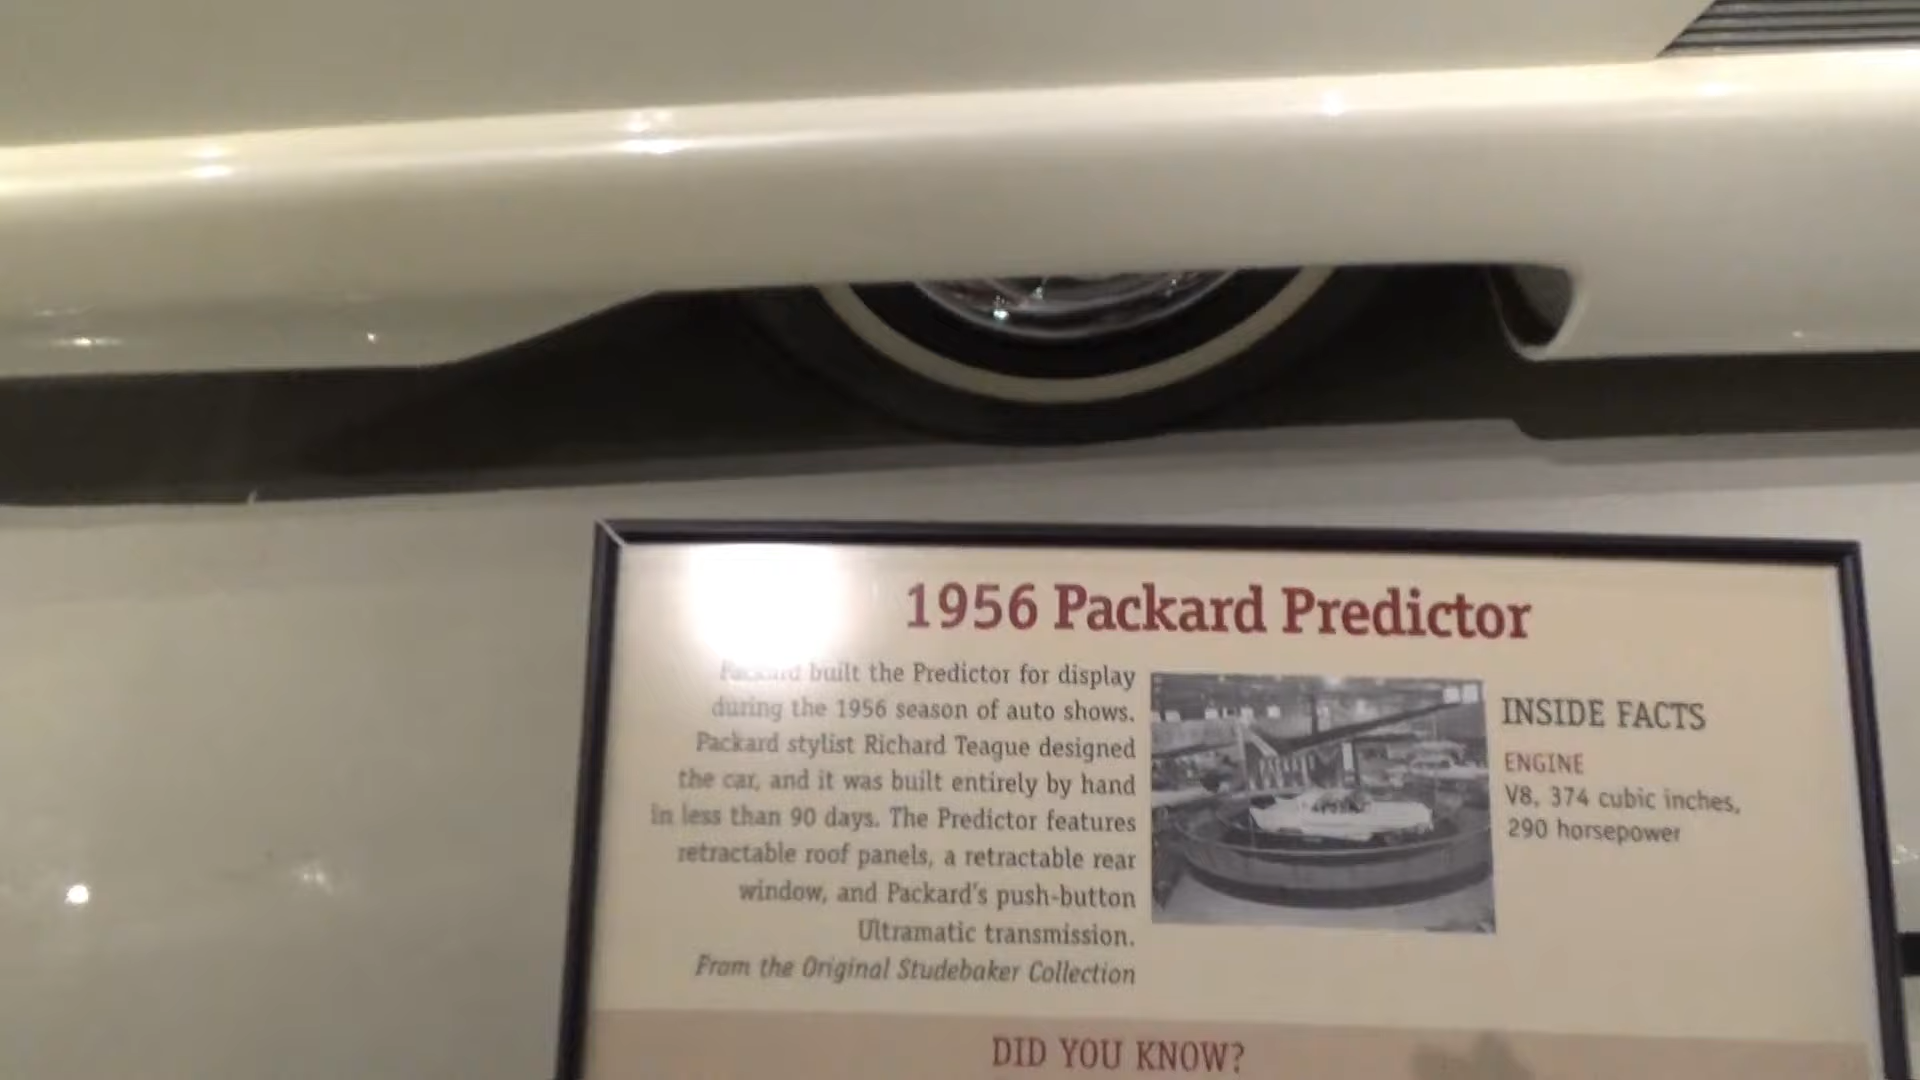 1956 Packard Predictor
Packard built the Predictor for display
during the 1956 season of auto shows.
Packard stylist Richard Teague designed
the car, and it was built entirely by hand
in less than 90 days. The Predictor features
retractable roof panels, a retractable rear
window, and Packard's push-button
Ultramatic transmission.
From the Original Studebaker Collection
INSIDE FACTS
ENGINE
V8, 374 cubic inches,
290 horsepower
DID YOU KNOW?